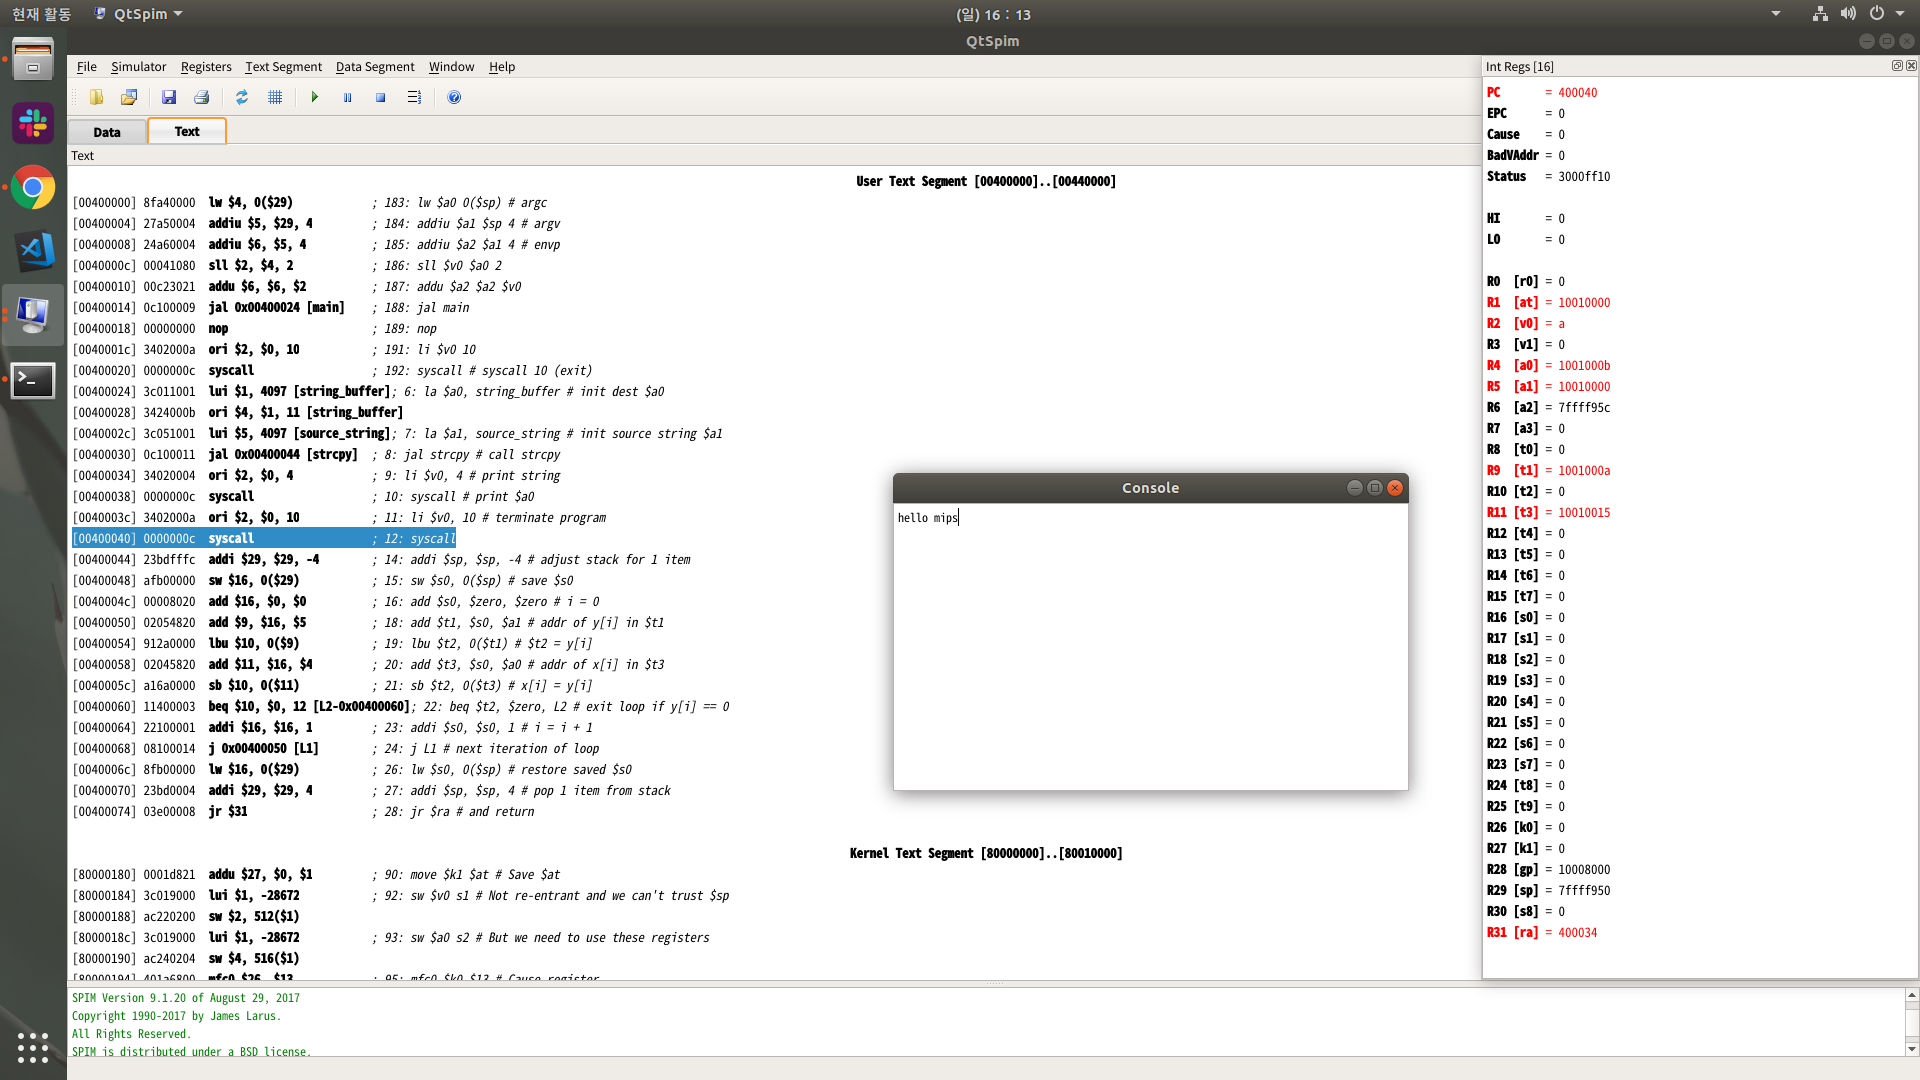 현재 활동 QtSpim (일) 16 : 13
QtSpim
File Simulator Registers Text Segment Data Segment Window Help
Data Text
Text
User Text Segment [00400000]..[00440000]
[00400000] 8fa40000 lw $4, 0($29) ; 183: lw $a0 0($sp) # argc
[00400004] 27a50004 addiu $5, $29, 4 ; 184: addiu $a1 $sp 4 # argv
[00400008] 24a60004 addiu $6, $5, 4 ; 185: addiu $a2 $a1 4 # envp
[0040000c] 00041080 sll $2, $4, 2 ; 186: sll $v0 $a0 2
[00400010] 00c23021 addu $6, $6, $2 ; 187: addu $a2 $a2 $v0
[00400014] 0c100009 jal 0x00400024 [main] ; 188: jal main
[00400018] 00000000 nop ; 189: nop
[0040001c] 3402000a ori $2, $0, 10 ; 191: li $v0 10
[00400020] 0000000c syscall ; 192: syscall # syscall 10 (exit)
[00400024] 3c011001 lui $1, 4097 [string_buffer]; 6: la $a0, string_buffer # init dest $a0
[00400028] 3424000b ori $4, $1, 11 [string_buffer]
[0040002c] 3c051001 lui $5, 4097 [source_string]; 7: la $a1, source_string # init source string $a1
[00400030] 0c100011 jal 0x00400044 [strcpy] ; 8: jal strcpy # call strcpy
[00400034] 34020004 ori $2, $0, 4 ; 9: li $v0, 4 # print string
[00400038] 0000000c syscall ; 10: syscall # print $a0
[0040003c] 3402000a ori $2, $0, 10 ; 11: li $v0, 10 # terminate program
[00400040] 0000000c syscall ; 12: syscall
[00400044] 23bdfffc addi $29, $29, -4 ; 14: addi $sp, $sp, -4 # adjust stack for 1 item
[00400048] afb00000 sw $16, 0($29) ; 15: sw $s0, 0($sp) # save $s0
[0040004c] 00008020 add $16, $0, $0 ; 16: add $s0, $zero, $zero # i = 0
[00400050] 02054820 add $9, $16, $5 ; 18: add $t1, $s0, $a1 # addr of y[i] in $t1
[00400054] 912a0000 lbu $10, 0($9) ; 19: lbu $t2, 0($t1) # $t2 = y[i]
[00400058] 02045820 add $11, $16, $4 ; 20: add $t3, $s0, $a0 # addr of x[i] in $t3
[0040005c] a16a0000 sb $10, 0($11) ; 21: sb $t2, 0($t3) # x[i] = y[i]
[00400060] 11400003 beq $10, $0, 12 [L2-0x00400060]; 22: beq $t2, $zero, L2 # exit loop if y[i] == 0
[00400064] 22100001 addi $16, $16, 1 ; 23: addi $s0, $s0, 1 # i = i + 1
[00400068] 08100014 j 0x00400050 [L1] ; 24: j L1 # next iteration of loop
[0040006c] 8fb00000 lw $16, 0($29) ; 26: lw $s0, 0($sp) # restore saved $s0
[00400070] 23bd0004 addi $29, $29, 4 ; 27: addi $sp, $sp, 4 # pop 1 item from stack
[00400074] 03e00008 jr $31 ; 28: jr $ra # and return
Kernel Text Segment [80000000]..[80010000]
[80000180] 0001d821 addu $27, $0, $1 ; 90: move $k1 $at # Save $at
[80000184] 3c019000 lui $1, -28672 ; 92: sw $v0 s1 # Not re-entrant and we can't trust $sp
[80000188] ac220200 sw $2, 512($1)
[8000018c] 3c019000 lui $1, -28672 ; 93: sw $a0 s2 # But we need to use these registers
[80000190] ac240204 sw $4, 516($1)
[80000194] 401a6800 mfc0 $26, $13 ; 95: mfc0 $k0 $13 # Cause register
Console
hello mips
Int Regs [16]
PC = 400040
EPC = 0
Cause = 0
BadVAddr = 0
Status = 3000ff10
HI = 0
LO = 0
R0 [r0] = 0
R1 [at] = 10010000
R2 [v0] = a
R3 [v1] = 0
R4 [a0] = 1001000b
R5 [a1] = 10010000
R6 [a2] = 7ffff95c
R7 [a3] = 0
R8 [t0] = 0
R9 [t1] = 1001000a
R10 [t2] = 0
R11 [t3] = 10010015
R12 [t4] = 0
R13 [t5] = 0
R14 [t6] = 0
R15 [t7] = 0
R16 [s0] = 0
R17 [s1] = 0
R18 [s2] = 0
R19 [s3] = 0
R20 [s4] = 0
R21 [s5] = 0
R22 [s6] = 0
R23 [s7] = 0
R24 [t8] = 0
R25 [t9] = 0
R26 [k0] = 0
R27 [k1] = 0
R28 [gp] = 10008000
R29 [sp] = 7ffff950
R30 [s8] = 0
R31 [ra] = 400034
SPIM Version 9.1.20 of August 29, 2017
Copyright 1990-2017 by James Larus.
All Rights Reserved.
SPIM is distributed under a BSD license.